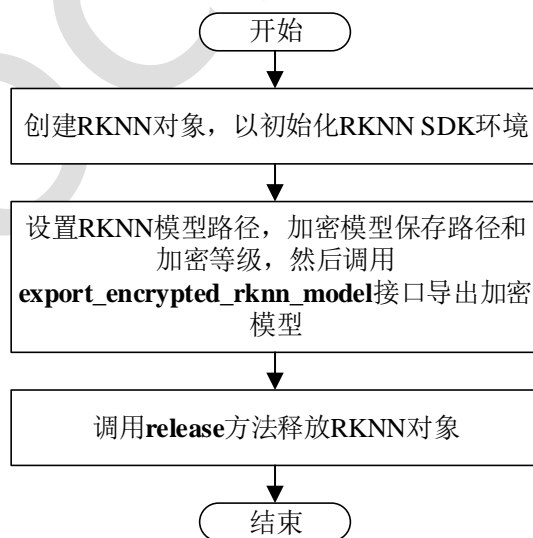 开始
创建RKNN对象，以初始化RKNN SDK环境
设置RKNN模型路径，加密模型保存路径和
加密等级，然后调用
export_encrypted_rknn_model接口导出加密
模型
调用release方法释放RKNN对象
结束